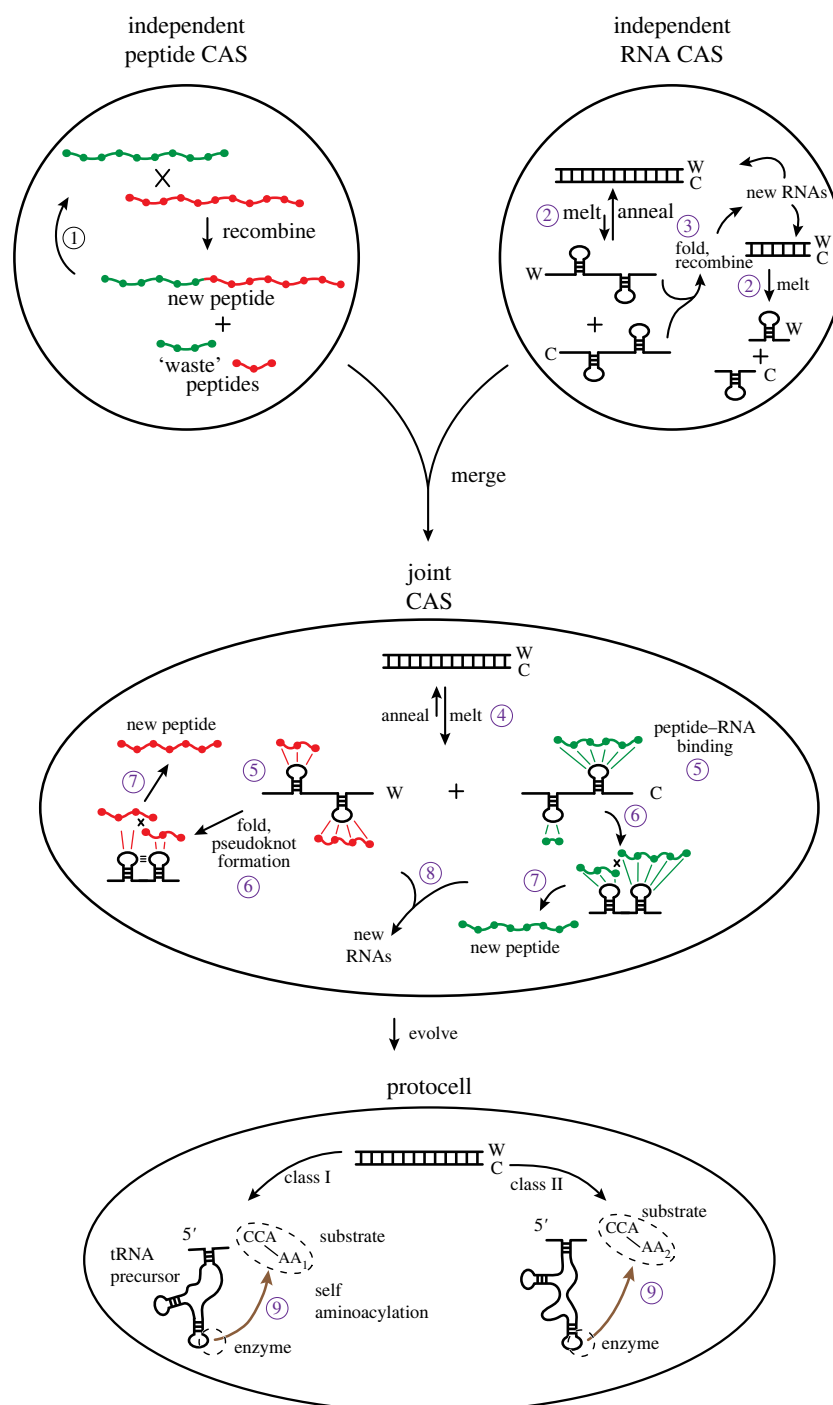 independent
peptide CAS
independent
RNA CAS
X
recombine
①
new peptide
+
‘waste’
peptides
W
C
② melt
anneal
③
fold,
recombine
new RNAs
W
C
② melt
W
+
C
W
+
C
merge
joint
CAS
W
C
anneal
melt ④
new peptide
⑦
x
≡
fold,
pseudoknot
formation
⑥
⑤
W
+
peptide–RNA
binding
⑤
C
⑥
x
⑦
new peptide
⑧
new
RNAs
evolve
protocell
W
C
class I
class II
5′
CCA
AA1
substrate
tRNA
precursor
self
aminoacylation
⑨
enzyme
5′
substrate
CCA
AA2
⑨
enzyme